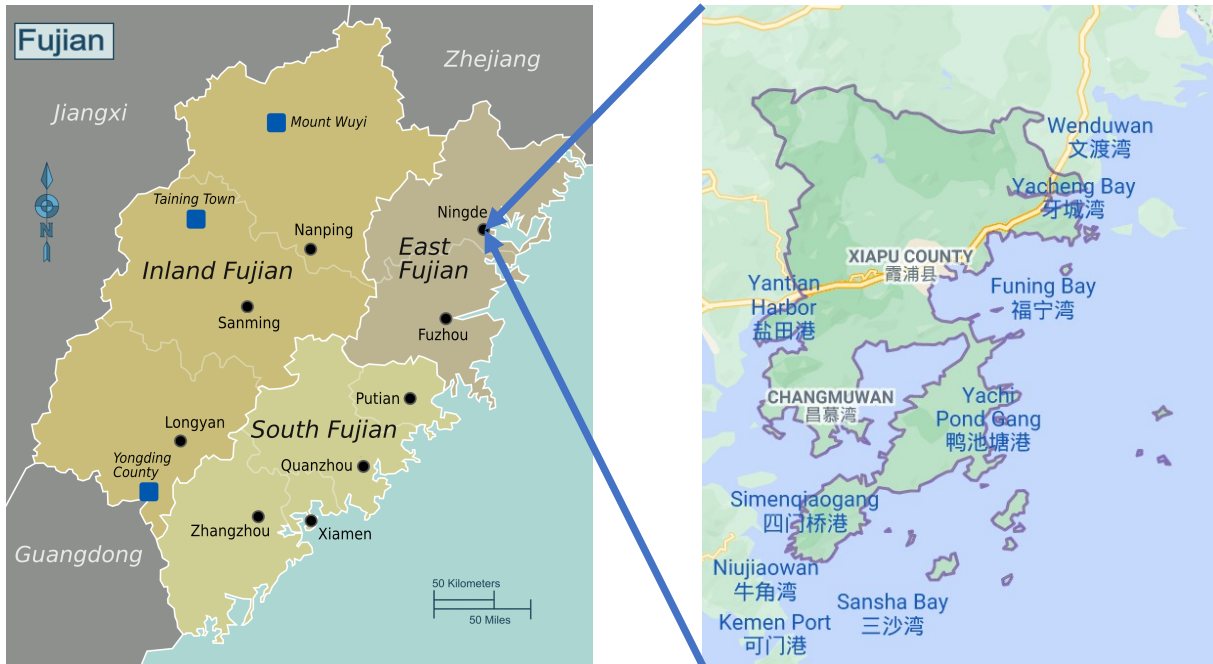 Fujian
Zhejiang
Jiangxi
Mount Wuyi
Taining Town
Nanping
Ningde
East
Fujian
Inland Fujian
Sanming
Fuzhou
Putian
Longyan
South Fujian
Yongding
County
Quanzhou
Zhangzhou
Xiamen
Guangdong
N
50 Kilometers
50 Miles
Wenduwan
文渡湾
Yacheng Bay
牙城湾
XIAPU COUNTY
霞浦县
Yantian
Harbor
盐田港
Funing Bay
福宁湾
CHANGMUWAN
昌慕湾
Yachi
Pond Gang
鸭池塘港
Simenqiaogang
四门桥港
Niujiaowan
牛角湾
Sansha Bay
三沙湾
Kemen Port
可门港